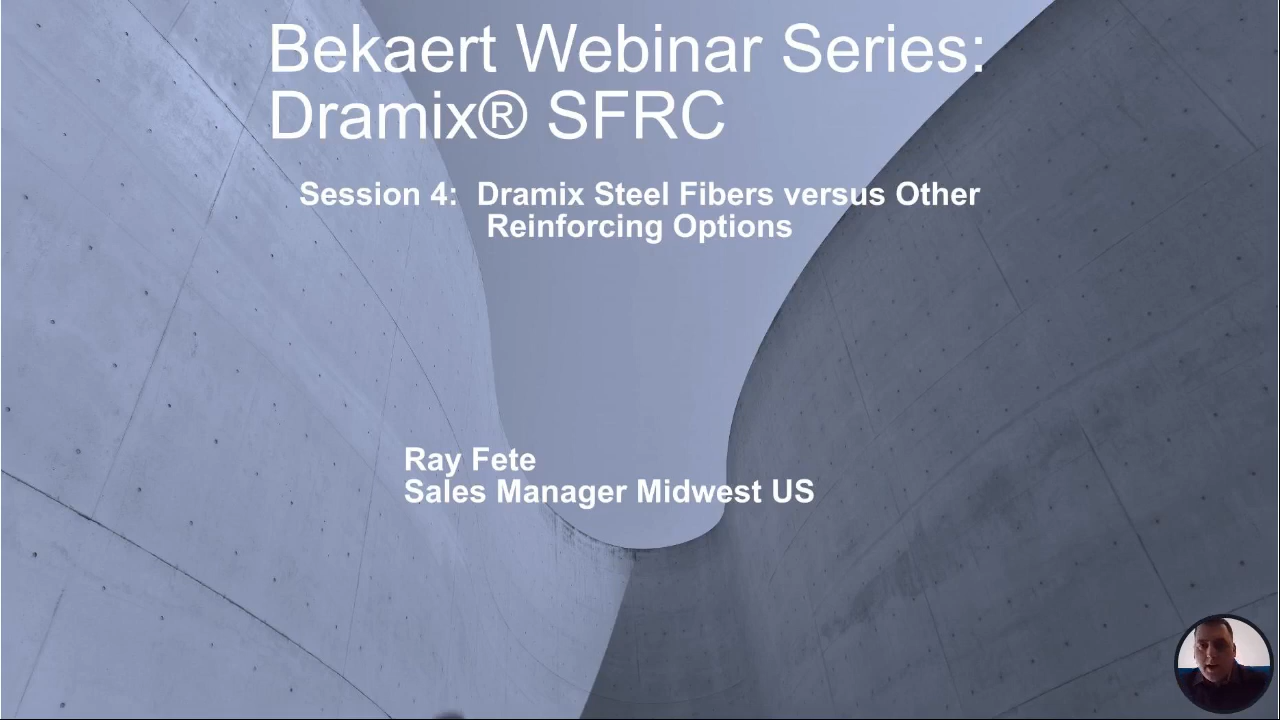 Bekaert Webinar Series:
Dramix® SFRC
Session 4: Dramix Steel Fibers versus Other
Reinforcing Options
Ray Fete
Sales Manager Midwest US